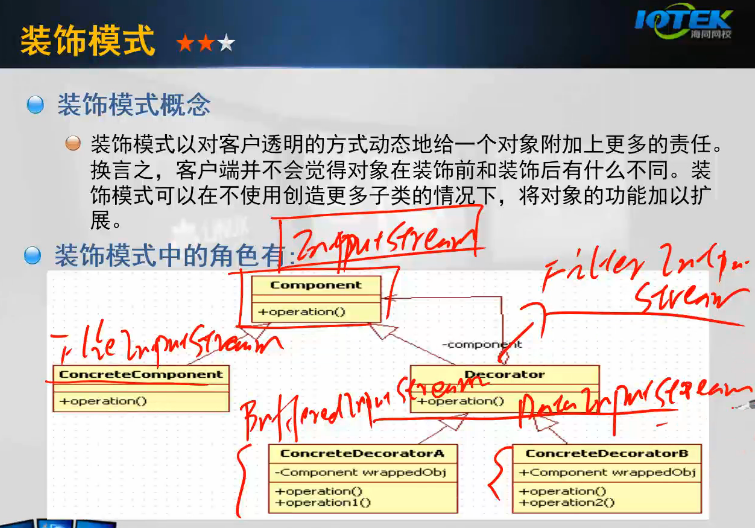 装饰模式
IOTEK
海同网校
装饰模式概念
装饰模式以对客户透明的方式动态地给一个对象附加上更多的责任。
换言之，客户端并不会觉得对象在装饰前和装饰后有什么不同。装
饰模式可以在不使用创造更多子类的情况下，将对象的功能加以扩
展。
装饰模式中的角色有:
InputStream
Component
+operation()
Filter Input
Stream
FileInputStream
-component
ConcreteComponent
+operation()
Decorator
+operation()
BufferedInputStream
DataInputStream
ConcreteDecoratorA
-Component wrappedObj
+operation()
+operation1()
ConcreteDecoratorB
+Component wrappedObj
+operation()
+operation2()